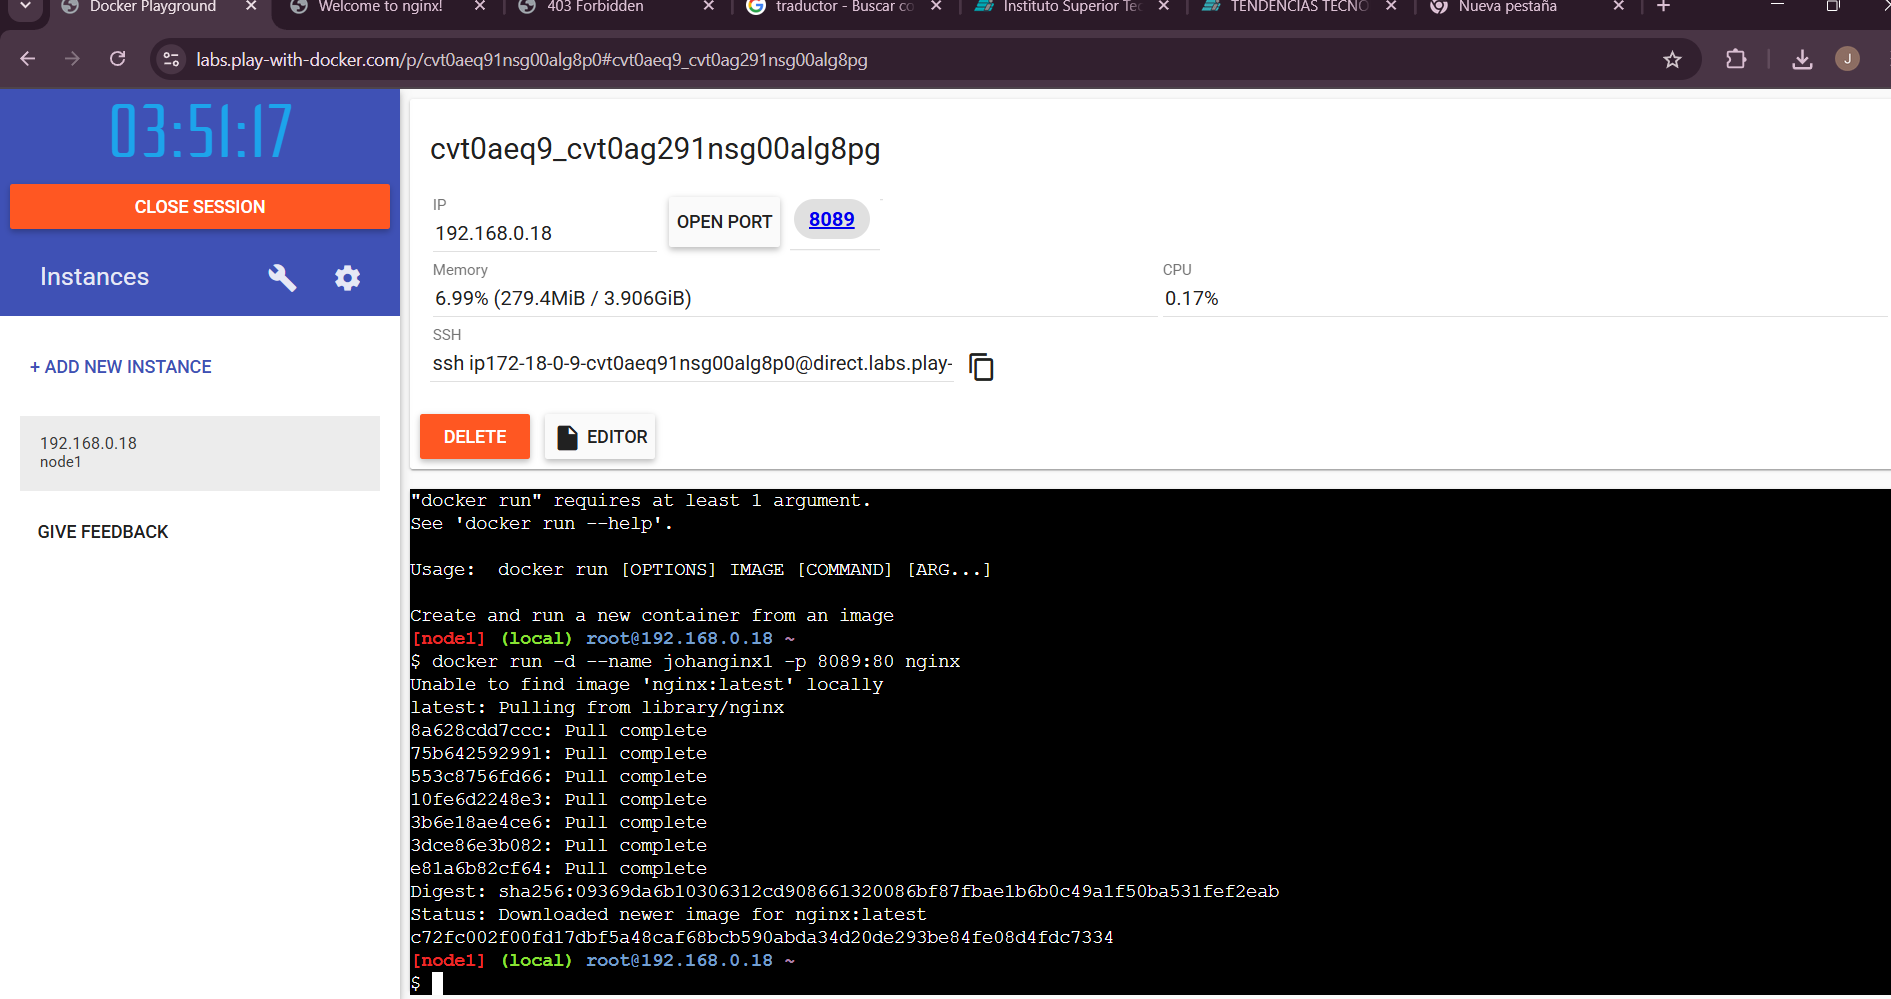 Docker Playground
Welcome to nginx!
403 Forbidden
traductor - Buscar co
Instituto Superior Tec
TENDENCIAS TECNO
Nueva pestaña
labs.play-with-docker.com/p/cvt0aeq91nsg00alg8p0#cvt0aeq9_cvt0ag291nsg00alg8pg
J
03:51:17
CLOSE SESSION
Instances
+ ADD NEW INSTANCE
192.168.0.18
node1
GIVE FEEDBACK
cvt0aeq9_cvt0ag291nsg00alg8pg
IP
192.168.0.18
OPEN PORT
8089
Memory
6.99% (279.4MiB / 3.906GiB)
CPU
0.17%
SSH
ssh ip172-18-0-9-cvt0aeq91nsg00alg8p0@direct.labs.play-
DELETE
EDITOR
"docker run" requires at least 1 argument.
See 'docker run --help'.
Usage:  docker run [OPTIONS] IMAGE [COMMAND] [ARG...]
Create and run a new container from an image
[node1] (local) root@192.168.0.18 ~
$ docker run -d --name johanginx1 -p 8089:80 nginx
Unable to find image 'nginx:latest' locally
latest: Pulling from library/nginx
8a628cdd7ccc: Pull complete
75b642592991: Pull complete
553c8756fd66: Pull complete
10fe6d2248e3: Pull complete
3b6e18ae4ce6: Pull complete
3dce86e3b082: Pull complete
e81a6b82cf64: Pull complete
Digest: sha256:09369da6b10306312cd908661320086bf87fbae1b6b0c49a1f50ba531fef2eab
Status: Downloaded newer image for nginx:latest
c72fc002f00fd17dbf5a48caf68bcb590abda34d20de293be84fe08d4fdc7334
[node1] (local) root@192.168.0.18 ~
$